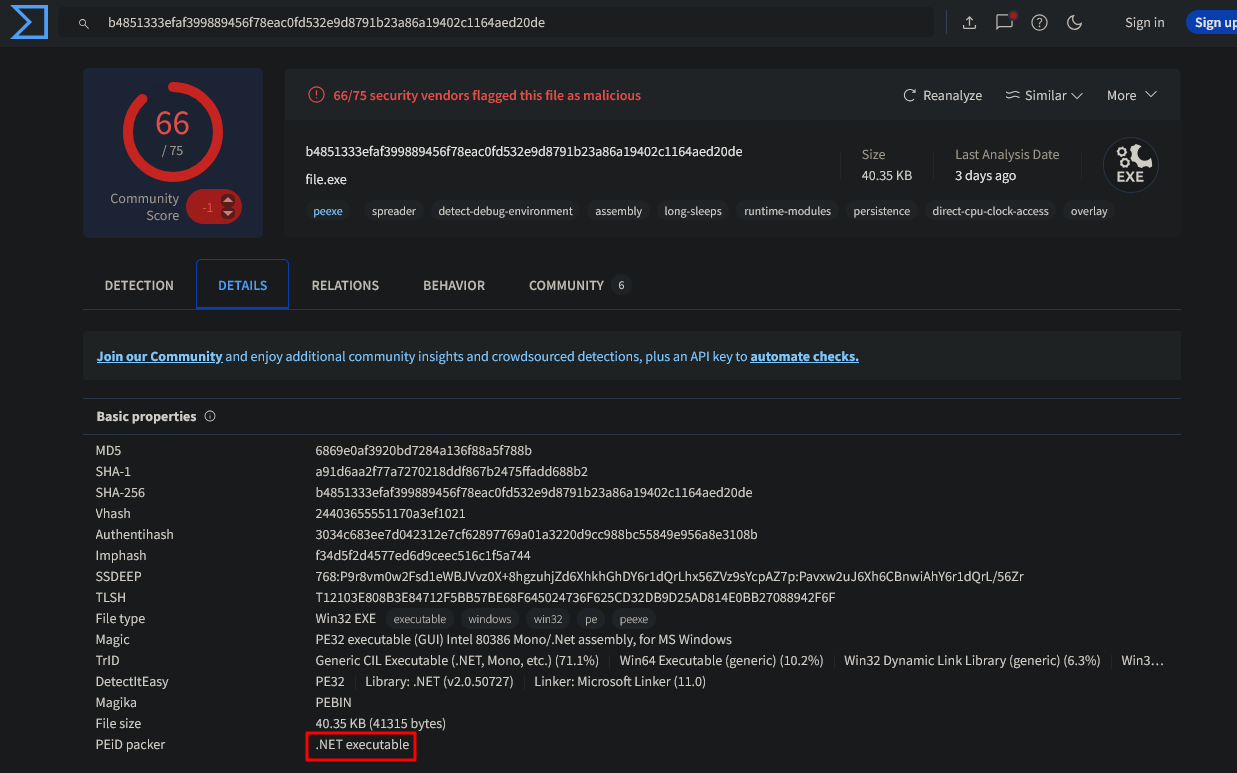 b4851333efaf399889456f78eac0fd532e9d8791b23a86a19402c1164aed20de
Sign in
Sign up
66
/ 75
Community
Score
-1
66/75 security vendors flagged this file as malicious
Reanalyze
Similar
More
b4851333efaf399889456f78eac0fd532e9d8791b23a86a19402c1164aed20de
file.exe
Size
40.35 KB
Last Analysis Date
3 days ago
EXE
peexe spreader detect-debug-environment assembly long-sleeps runtime-modules persistence direct-cpu-clock-access overlay
DETECTION DETAILS RELATIONS BEHAVIOR COMMUNITY 6
Join our Community and enjoy additional community insights and crowdsourced detections, plus an API key to automate checks.
Basic properties
MD5 6869e0af3920bd7284a136f88a5f788b
SHA-1 a91d6aa2f77a7270218ddf867b2475ffadd688b2
SHA-256 b4851333efaf399889456f78eac0fd532e9d8791b23a86a19402c1164aed20de
Vhash 24403655551170a3ef1021
Authentihash 3034c683ee7d042312e7cf62897769a01a3220d9cc988bc55849e956a8e3108b
Imphash f34d5f2d4577ed6d9ceec516c1f5a744
SSDEEP 768:P9r8vm0w2Fsd1eWBJVvz0X+8hgzuhjZd6XhkhGhDY6r1dQrLhx56ZVz9sYcpAZ7p:Pavxw2uJ6Xh6CBnwiAhY6r1dQrL/56Zr
TLSH T12103E808B3E84712F5BB57BE68F645024736F625CD32DB9D25AD814E0BB27088942F6F
File type Win32 EXE executable windows win32 pe peexe
Magic PE32 executable (GUI) Intel 80386 Mono/.Net assembly, for MS Windows
TrID Generic CIL Executable (.NET, Mono, etc.) (71.1%) Win64 Executable (generic) (10.2%) Win32 Dynamic Link Library (generic) (6.3%) Win3…
DetectItEasy PE32 Library: .NET (v2.0.50727) Linker: Microsoft Linker (11.0)
Magika PEBIN
File size 40.35 KB (41315 bytes)
PEiD packer .NET executable